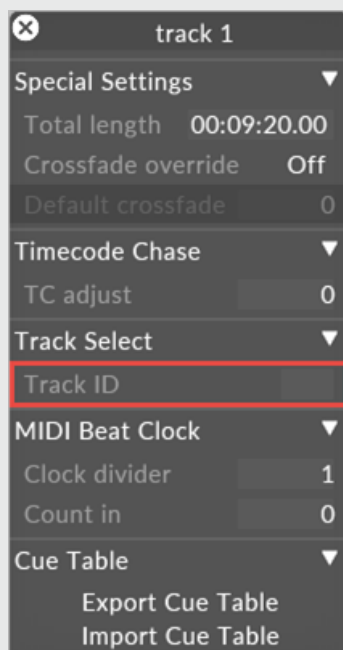 track 1
Special Settings
Total length 00:09:20.00
Crossfade override Off
Default crossfade 0
Timecode Chase
TC adjust 0
Track Select
Track ID
MIDI Beat Clock
Clock divider 1
Count in 0
Cue Table
Export Cue Table
Import Cue Table